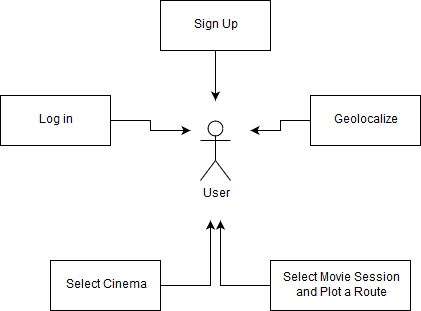 Sign Up
Log in
Geolocalize
User
Select Cinema
Select Movie Session
and Plot a Route